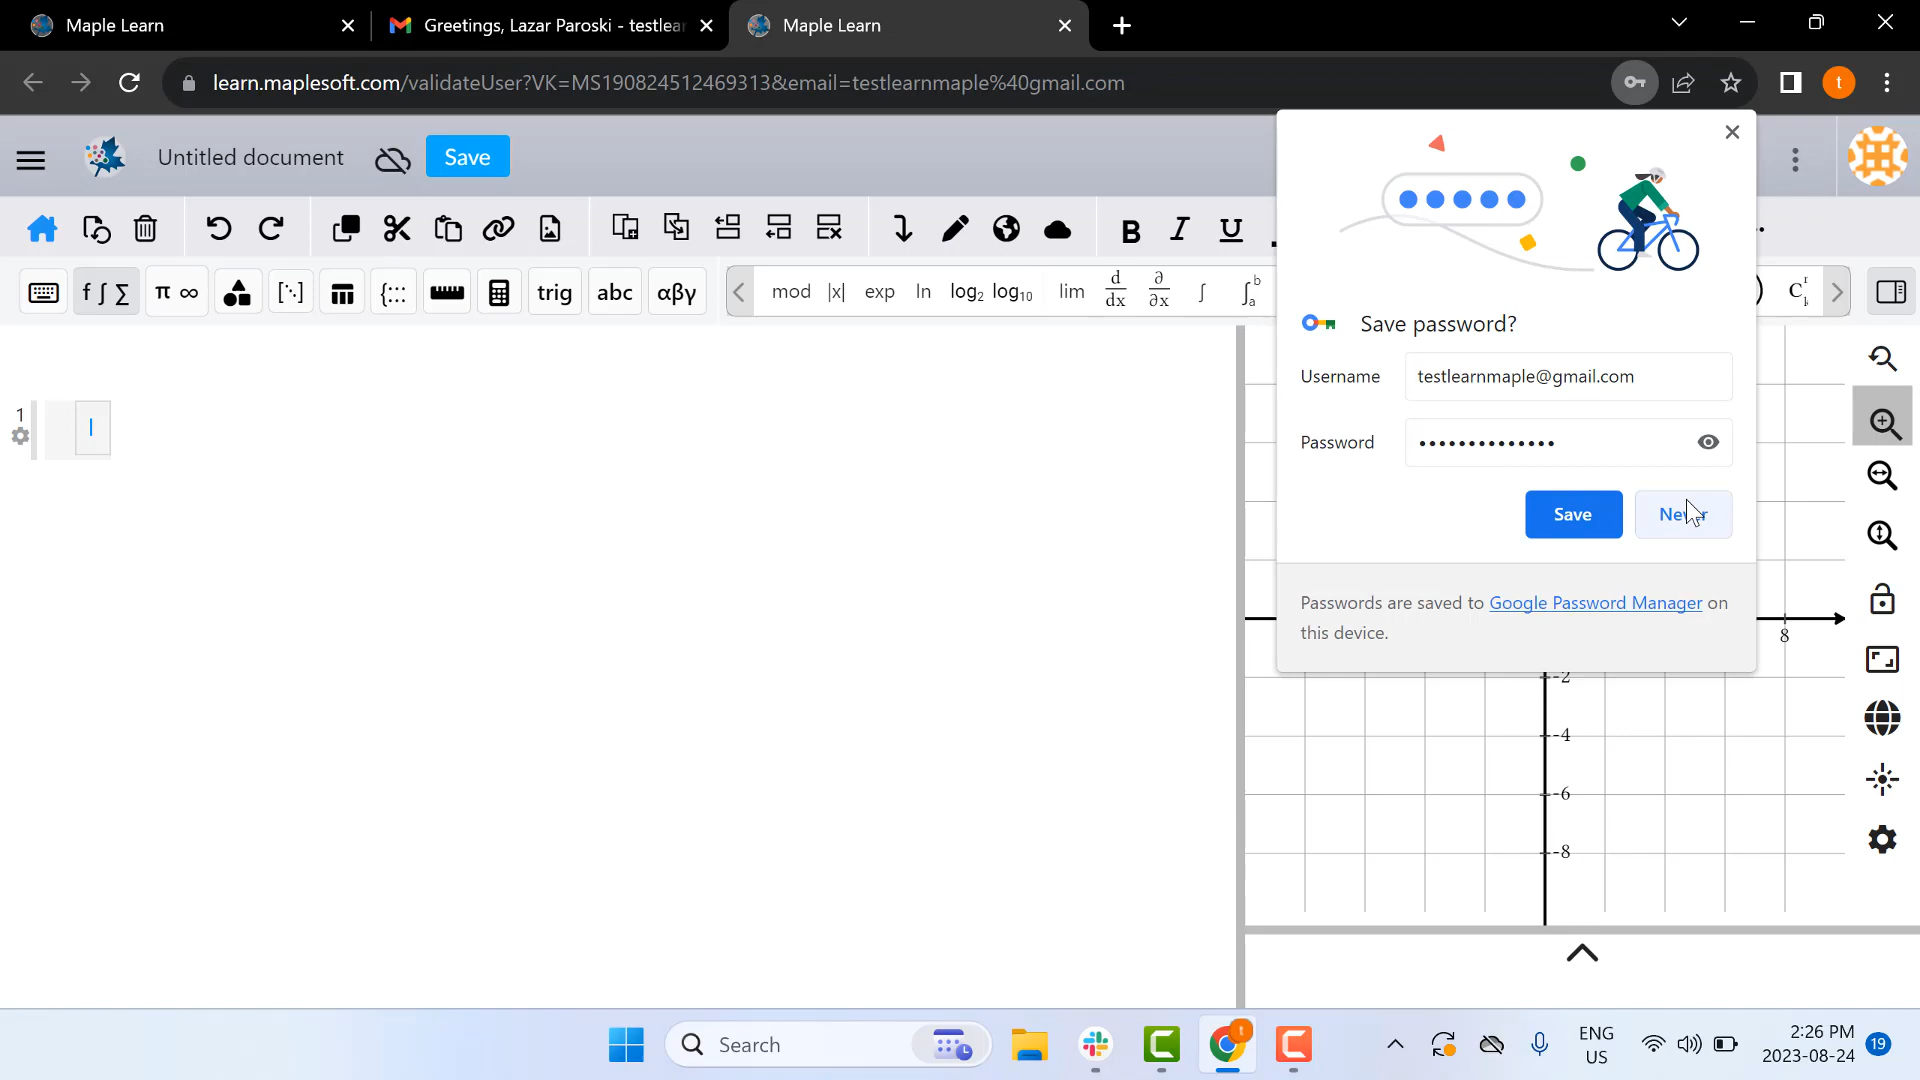 Maple Learn
Greetings, Lazar Paroski - testlear
Maple Learn
learn.maplesoft.com/validateUser?VK=MS190824512469313&email=testlearnmaple%40gmail.com
t
Untitled document
Save
B I U
f ∫ ∑
π ∞
trig
abc
αβγ
mod |x| exp ln log2 log10 lim d/dx ∂/∂x ∫ ∫ab
Save password?
Username
testlearnmaple@gmail.com
Password
••••••••••••••
Save
Passwords are saved to Google Password Manager on
this device.
1
8
-2
-4
-6
-8
Search
t
ENG
US
2:26 PM
2023-08-24
19